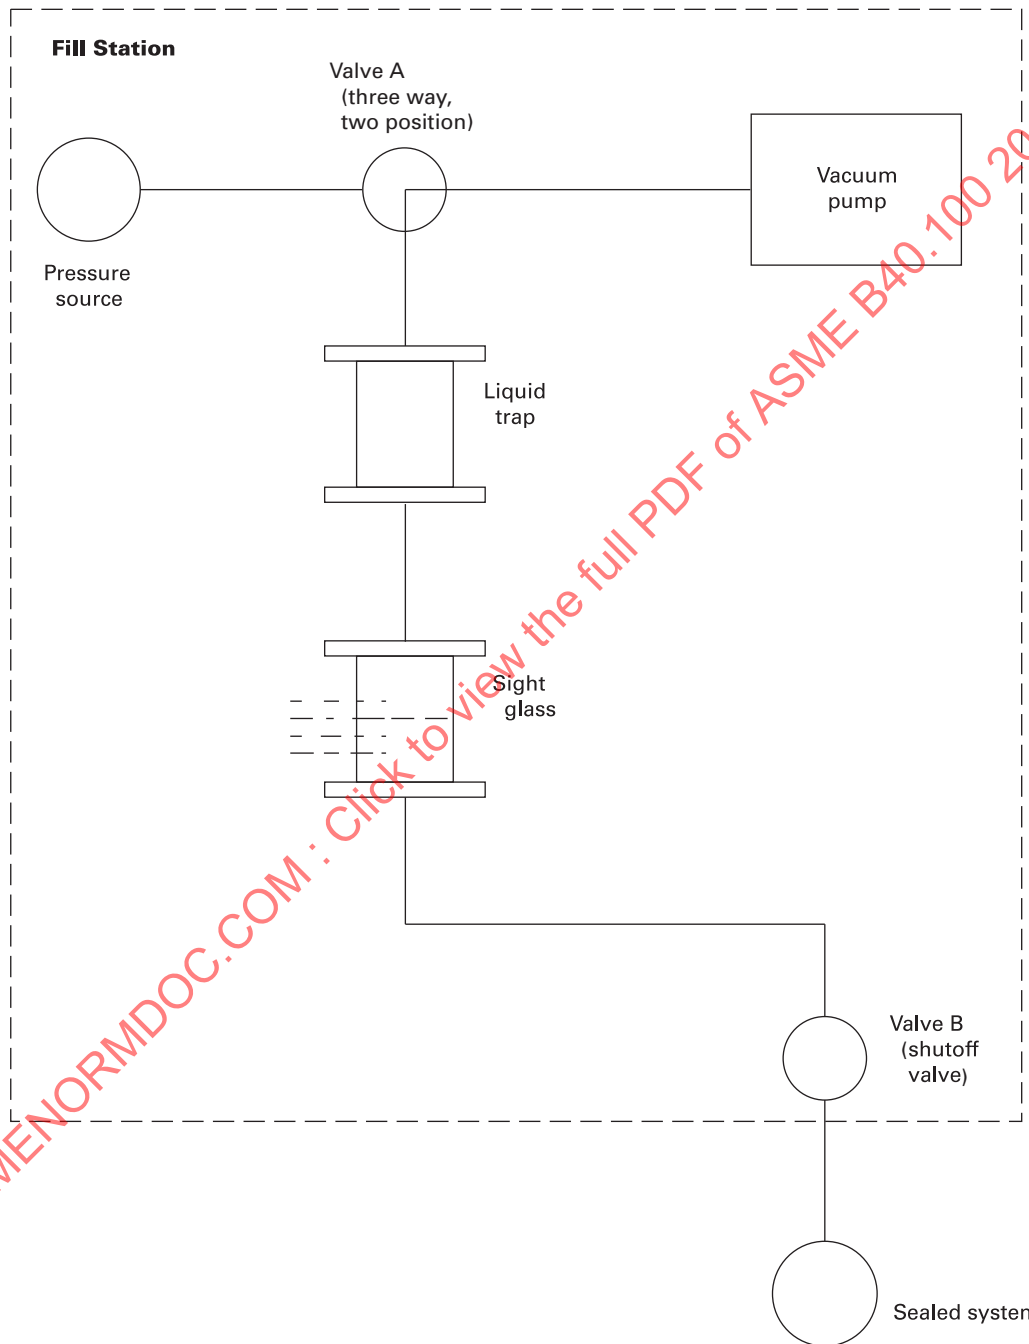 Fill Station
Valve A
(three way,
two position)
Vacuum
pump
Pressure
source
Liquid
trap
Sight
glass
Valve B
(shutoff
valve)
Sealed system
MENORMDOC.COM : Click to view the full PDF of ASME B40.100 20